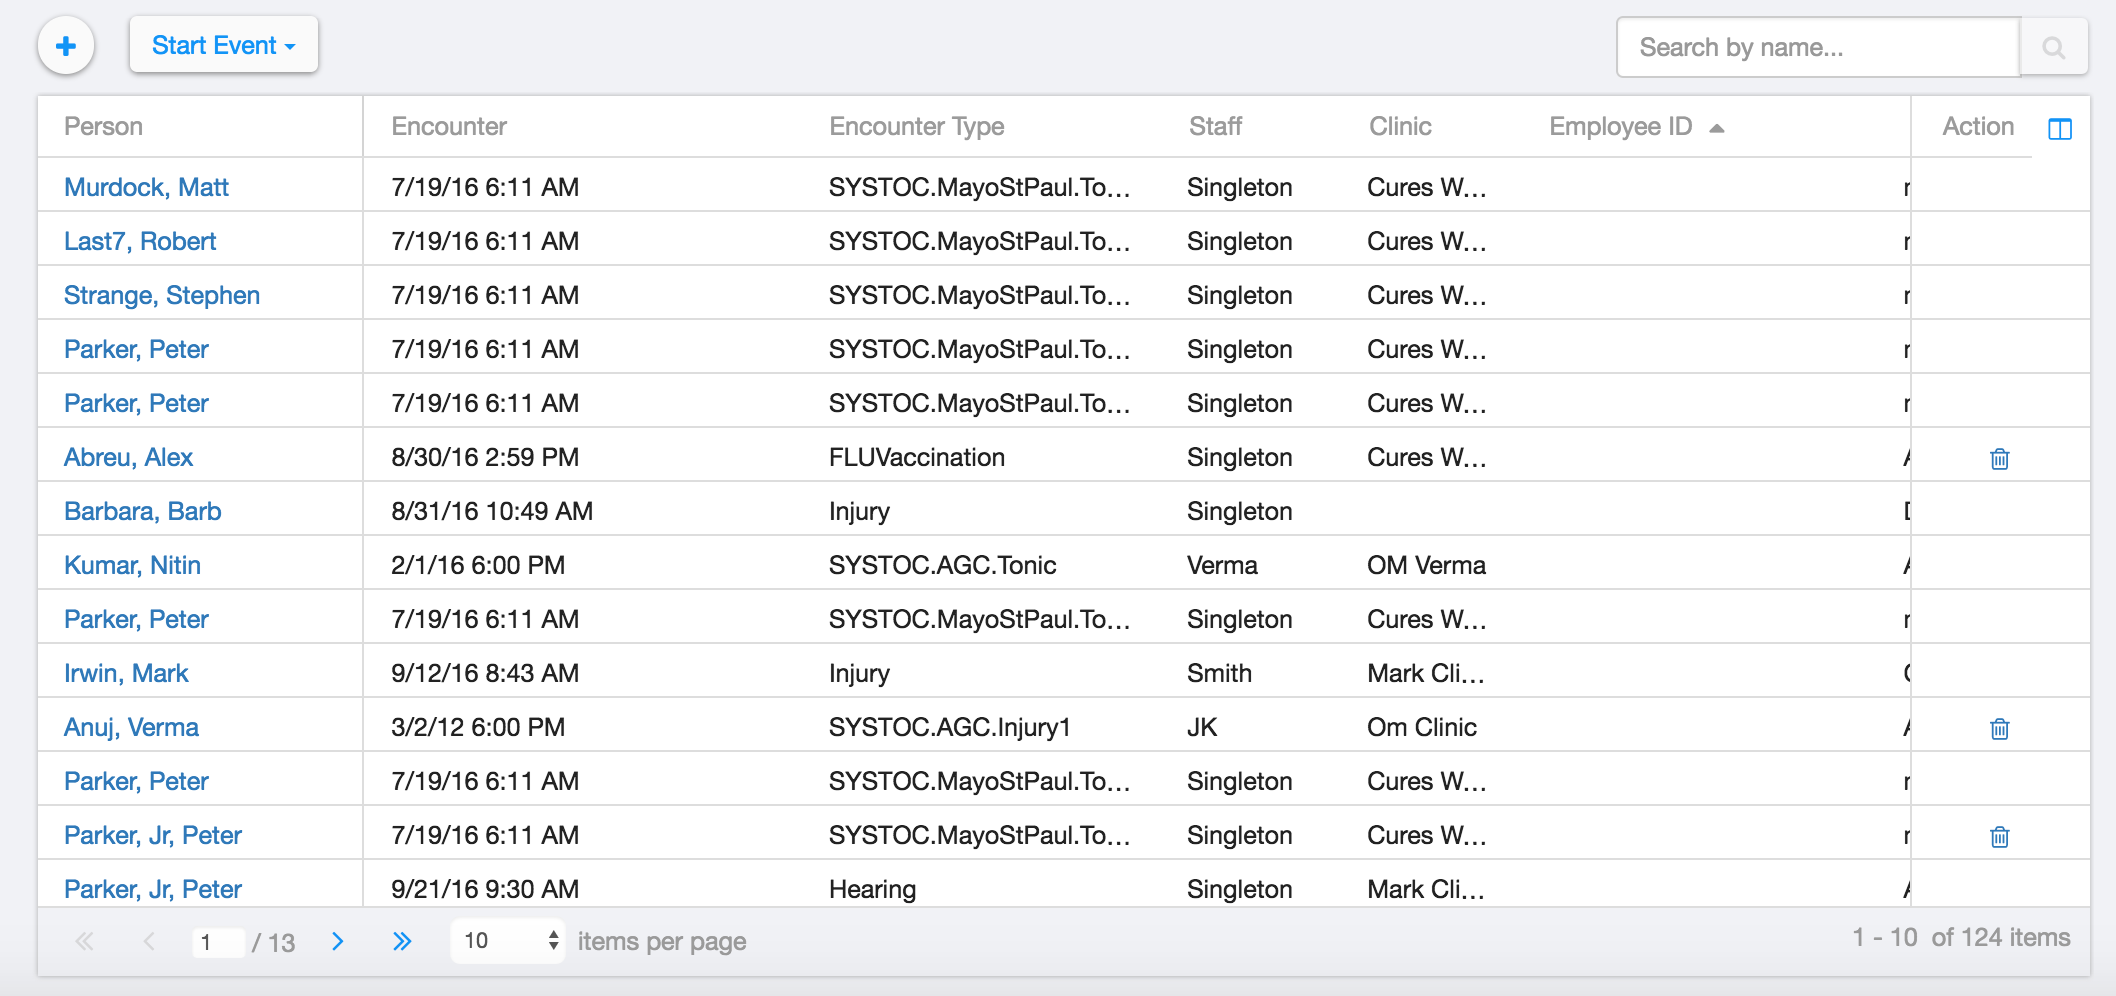 Start Event
Search by name...
Person Encounter Encounter Type Staff Clinic Employee ID Action
Murdock, Matt 7/19/16 6:11 AM SYSTOC.MayoStPaul.To... Singleton Cures W...
Last7, Robert 7/19/16 6:11 AM SYSTOC.MayoStPaul.To... Singleton Cures W...
Strange, Stephen 7/19/16 6:11 AM SYSTOC.MayoStPaul.To... Singleton Cures W...
Parker, Peter 7/19/16 6:11 AM SYSTOC.MayoStPaul.To... Singleton Cures W...
Parker, Peter 7/19/16 6:11 AM SYSTOC.MayoStPaul.To... Singleton Cures W...
Abreu, Alex 8/30/16 2:59 PM FLUVaccination Singleton Cures W...
Barbara, Barb 8/31/16 10:49 AM Injury Singleton
Kumar, Nitin 2/1/16 6:00 PM SYSTOC.AGC.Tonic Verma OM Verma
Parker, Peter 7/19/16 6:11 AM SYSTOC.MayoStPaul.To... Singleton Cures W...
Irwin, Mark 9/12/16 8:43 AM Injury Smith Mark Cli...
Anuj, Verma 3/2/12 6:00 PM SYSTOC.AGC.Injury1 JK Om Clinic
Parker, Peter 7/19/16 6:11 AM SYSTOC.MayoStPaul.To... Singleton Cures W...
Parker, Jr, Peter 7/19/16 6:11 AM SYSTOC.MayoStPaul.To... Singleton Cures W...
Parker, Jr, Peter 9/21/16 9:30 AM Hearing Singleton Mark Cli...
1 / 13 10 items per page 1 - 10 of 124 items